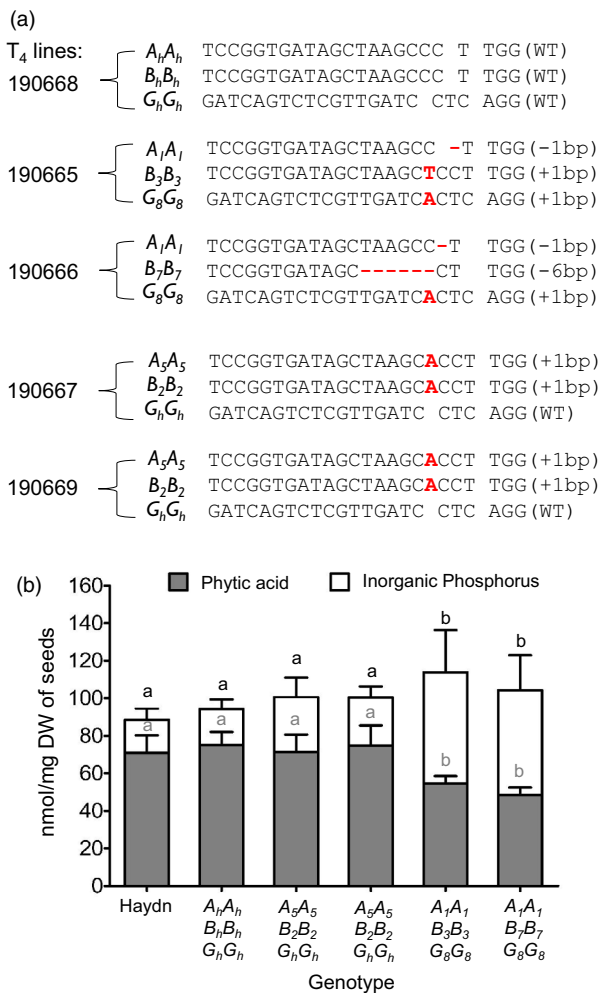 (a)
T4 lines:
190668
AhAh TCCGGTGATAGCTAAGCCC T TGG(WT)
BhBh TCCGGTGATAGCTAAGCCC T TGG(WT)
GhGh GATCAGTCTCGTTGATC CTC AGG(WT)
190665
A1A1 TCCGGTGATAGCTAAGCC -T TGG(-1bp)
B3B3 TCCGGTGATAGCTAAGCTCCT TGG(+1bp)
G8G8 GATCAGTCTCGTTGATCACTC AGG(+1bp)
190666
A1A1 TCCGGTGATAGCTAAGCC-T TGG(-1bp)
B7B7 TCCGGTGATAGC------CT TGG(-6bp)
G8G8 GATCAGTCTCGTTGATCACTC AGG(+1bp)
190667
A5A5 TCCGGTGATAGCTAAGCACCT TGG(+1bp)
B2B2 TCCGGTGATAGCTAAGCACCT TGG(+1bp)
GhGh GATCAGTCTCGTTGATC CTC AGG(WT)
190669
A5A5 TCCGGTGATAGCTAAGCACCT TGG(+1bp)
B2B2 TCCGGTGATAGCTAAGCACCT TGG(+1bp)
GhGh GATCAGTCTCGTTGATC CTC AGG(WT)
(b)
Phytic acid Inorganic Phosphorus
nmol/mg DW of seeds
160
140
120
100
80
60
40
20
0
a a a a b b
a a a a b b
Haydn AhAh A5A5 A5A5 A1A1 A1A1
BhBh B2B2 B2B2 B3B3 B7B7
GhGh GhGh GhGh G8G8 G8G8
Genotype